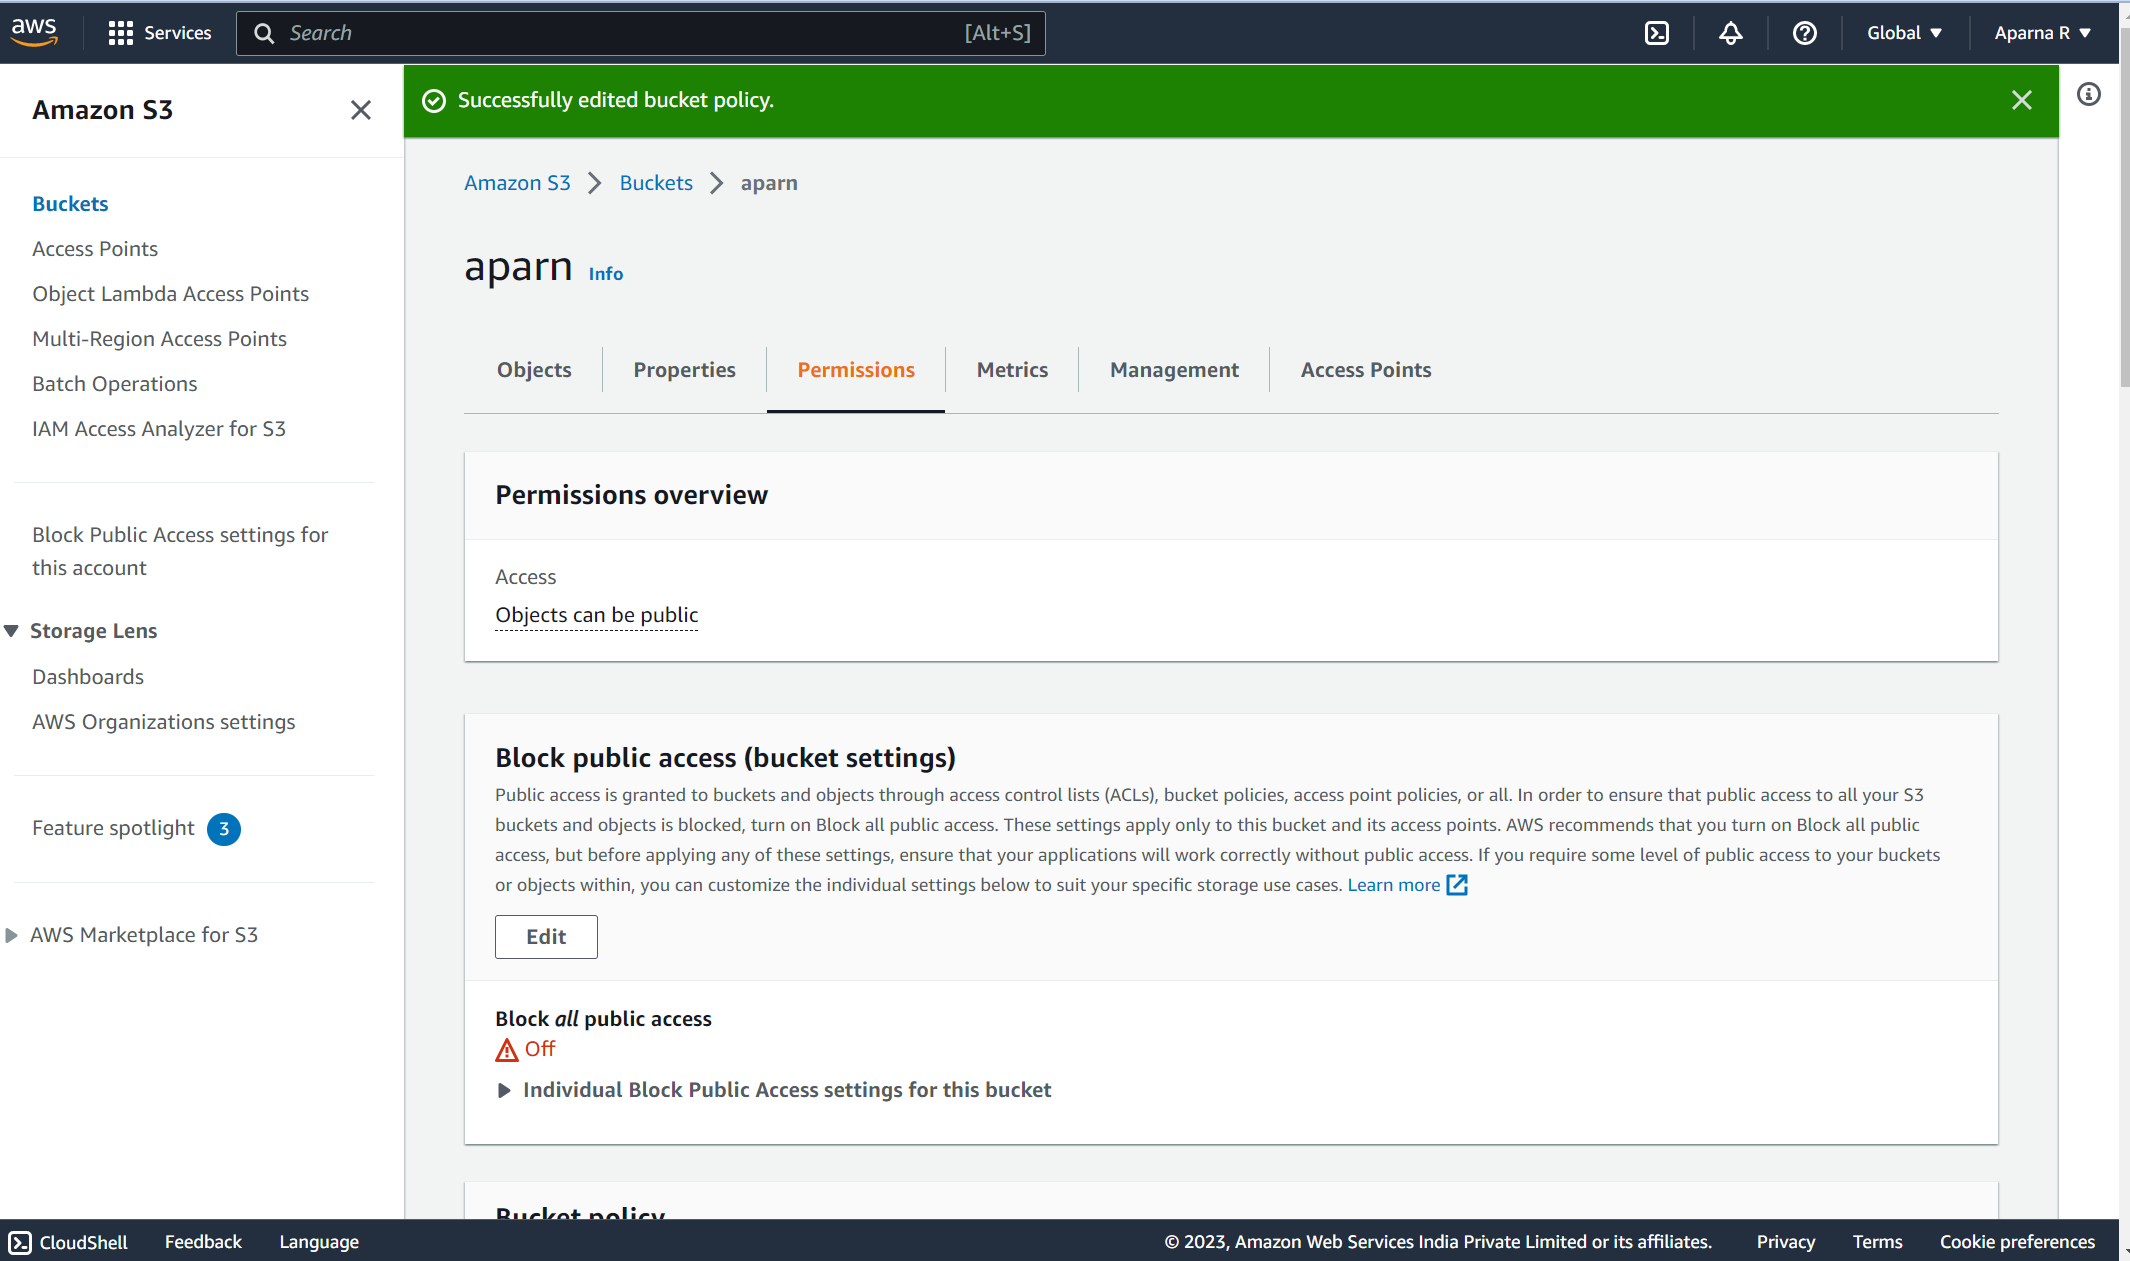 aws
Services
Search
[Alt+S]
Global
Aparna R
Amazon S3
Buckets
Access Points
Object Lambda Access Points
Multi-Region Access Points
Batch Operations
IAM Access Analyzer for S3
Block Public Access settings for
this account
Storage Lens
Dashboards
AWS Organizations settings
Feature spotlight 3
AWS Marketplace for S3
Successfully edited bucket policy.
Amazon S3 > Buckets > aparn
aparn Info
Objects
Properties
Permissions
Metrics
Management
Access Points
Permissions overview
Access
Objects can be public
Block public access (bucket settings)
Public access is granted to buckets and objects through access control lists (ACLs), bucket policies, access point policies, or all. In order to ensure that public access to all your S3
buckets and objects is blocked, turn on Block all public access. These settings apply only to this bucket and its access points. AWS recommends that you turn on Block all public
access, but before applying any of these settings, ensure that your applications will work correctly without public access. If you require some level of public access to your buckets
or objects within, you can customize the individual settings below to suit your specific storage use cases. Learn more
Edit
Block all public access
Off
Individual Block Public Access settings for this bucket
Bucket policy
CloudShell
Feedback
Language
© 2023, Amazon Web Services India Private Limited or its affiliates.
Privacy
Terms
Cookie preferences